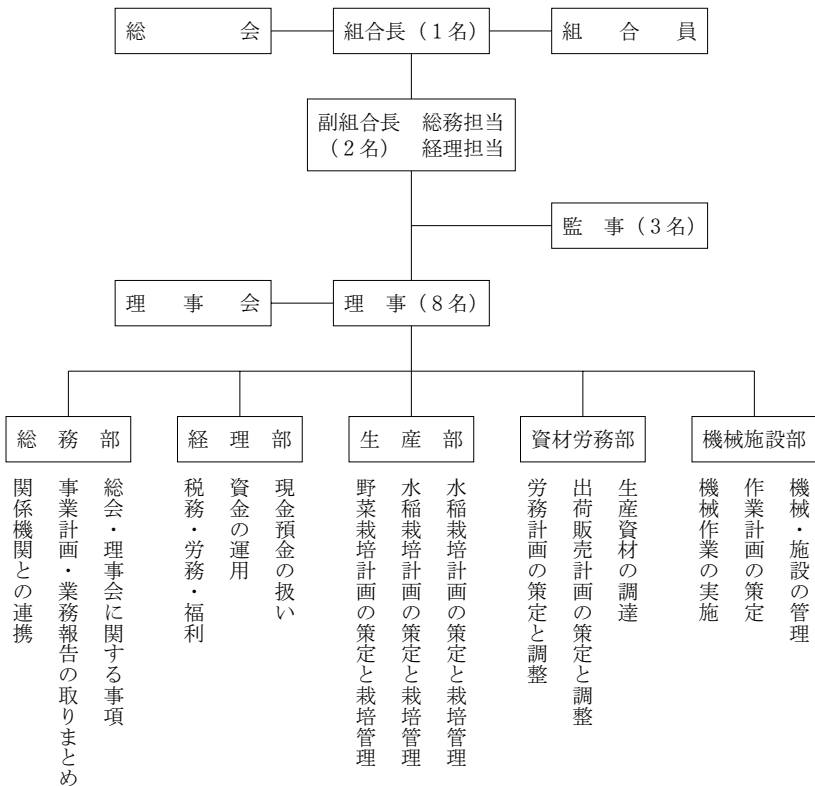 総会
組合長（1名）
組合員
副組合長　総務担当
（2名）　経理担当
監事（3名）
理事会
理事（8名）
総務部
経理部
生産部
資材労務部
機械施設部
総会・理事会に関する事項
事業計画・業務報告の取りまとめ
関係機関との連携
現金預金の扱い
資金の運用
税務・労務・福利
水稲栽培計画の策定と栽培管理
水稲栽培計画の策定と栽培管理
野菜栽培計画の策定と栽培管理
生産資材の調達
出荷販売計画の策定と調整
労務計画の策定と調整
機械・施設の管理
作業計画の策定
機械作業の実施